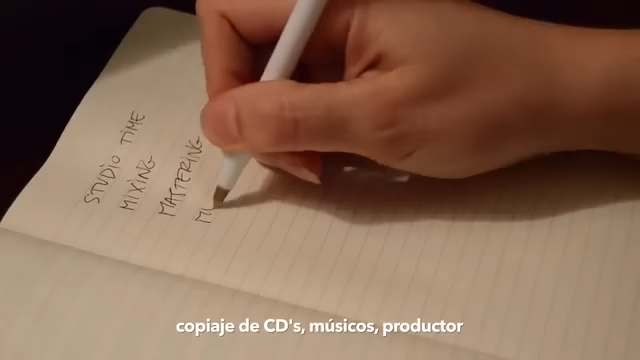 STUDIO TIME
MIXING
MASTERING
M
copiaje de CD's, músicos, productor